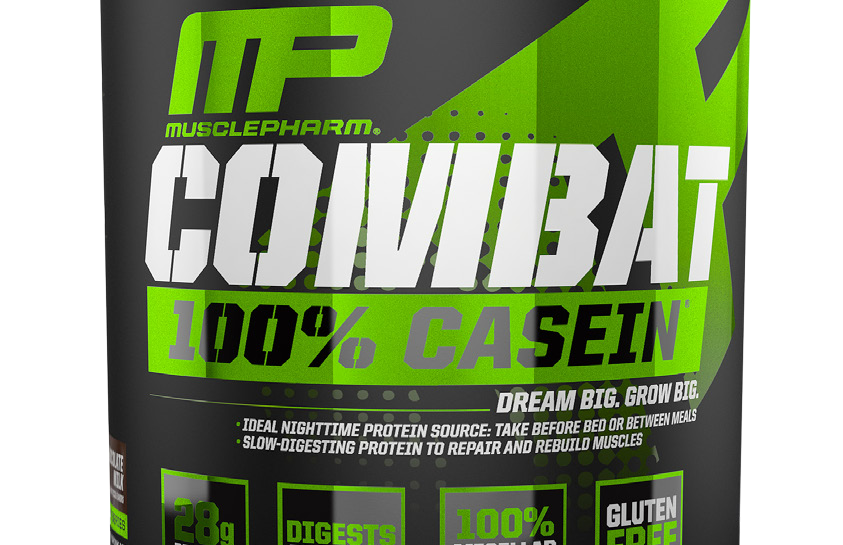 MP
MUSCLEPHARM®
COMBAT
100% CASEIN
DREAM BIG. GROW BIG.
• IDEAL NIGHTTIME PROTEIN SOURCE: TAKE BEFORE BED OR BETWEEN MEALS
• SLOW-DIGESTING PROTEIN TO REPAIR AND REBUILD MUSCLES
MILK
28g
DIGESTS
100%
GLUTEN
FREE